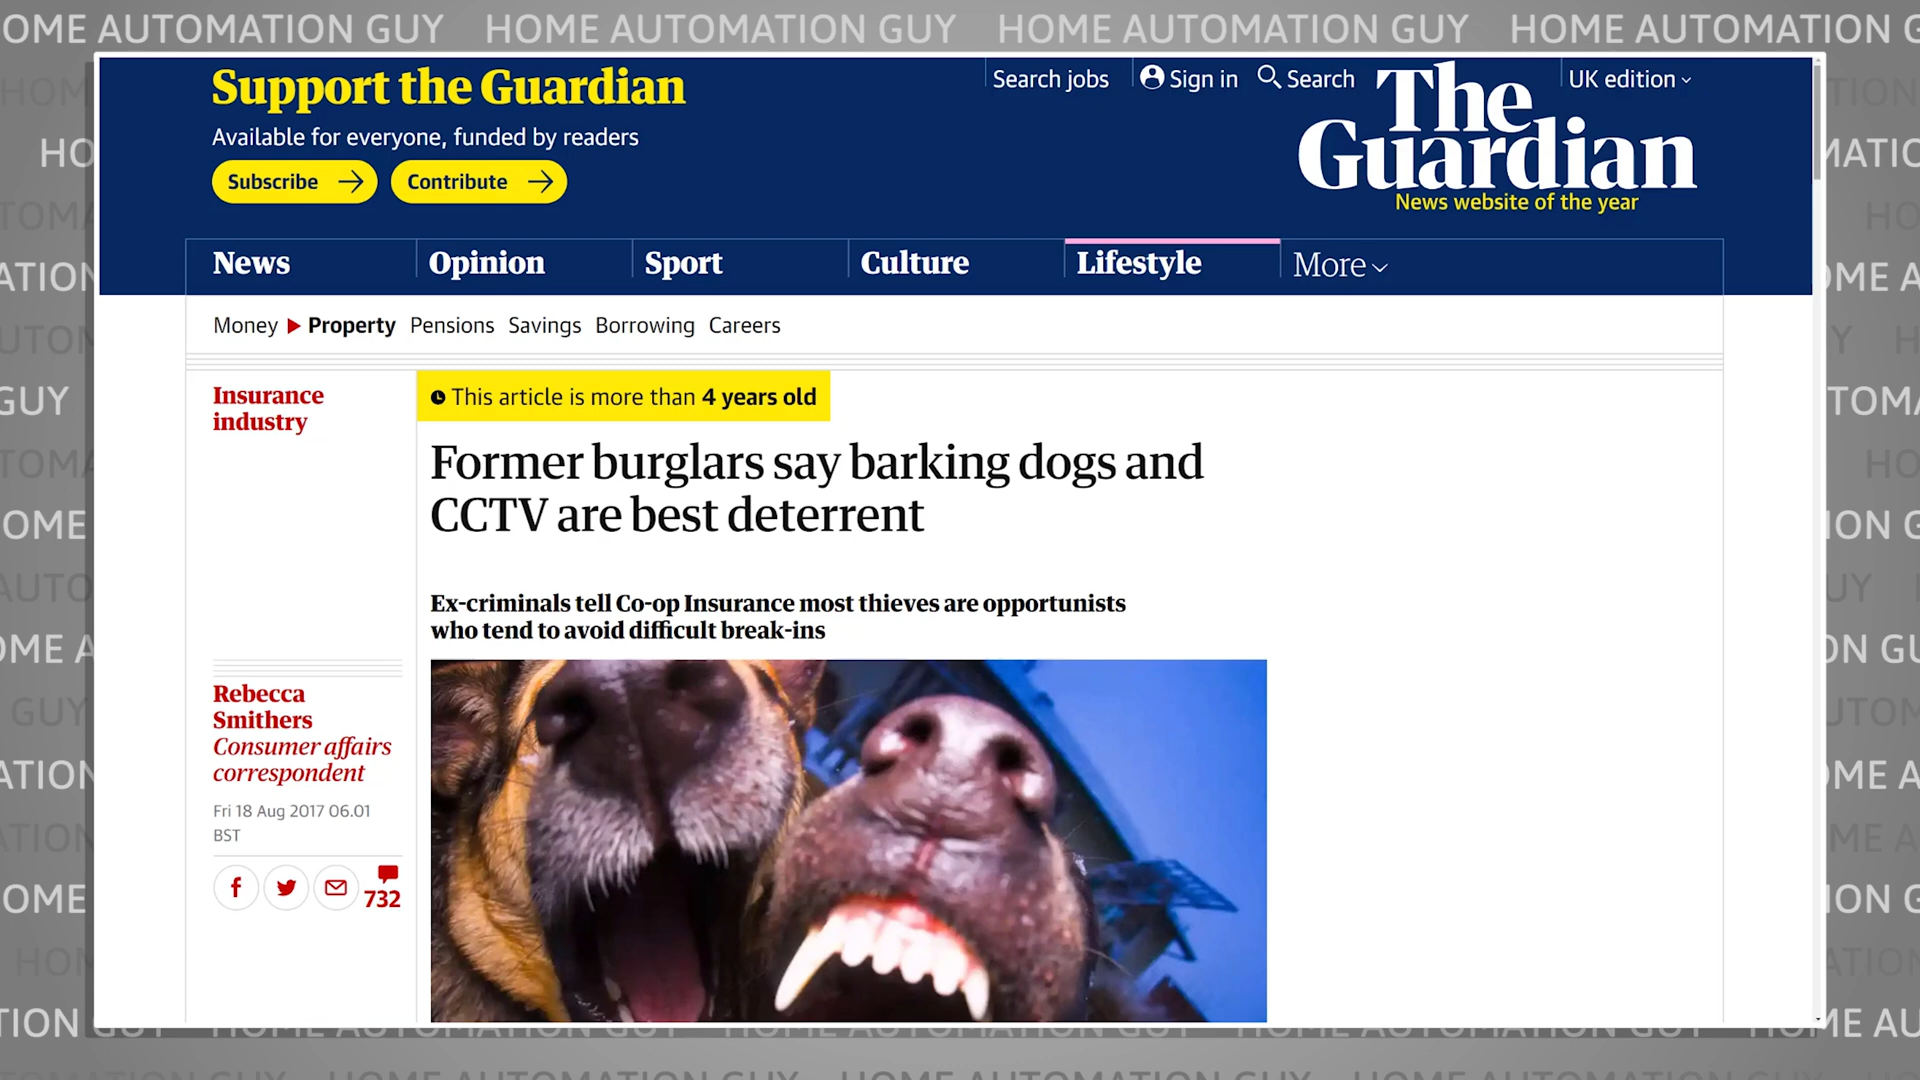 OME AUTOMATION GUY HOME AUTOMATION GUY HOME AUTOMATION GUY HOME AUTOMATION G
Support the Guardian
Available for everyone, funded by readers
Subscribe
Contribute
Search jobs
Sign in
Search
UK edition
The
Guardian
News website of the year
News
Opinion
Sport
Culture
Lifestyle
More
Money Property Pensions Savings Borrowing Careers
Insurance
industry
This article is more than 4 years old
Former burglars say barking dogs and
CCTV are best deterrent
Ex-criminals tell Co-op Insurance most thieves are opportunists
who tend to avoid difficult break-ins
Rebecca
Smithers
Consumer affairs
correspondent
Fri 18 Aug 2017 06.01
BST
732